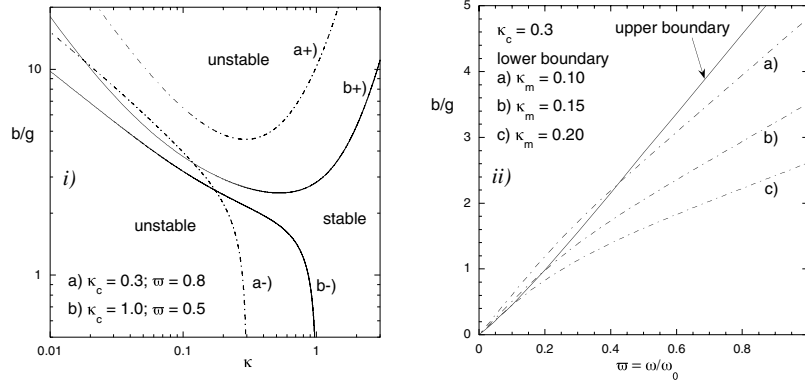 unstable
a+)
b+)
10
b/g
i)
unstable
stable
1
a) κc = 0.3; ϖ = 0.8
b) κc = 1.0; ϖ = 0.5
a-)
b-)
0.01
0.1
1
κ
5
4
b/g
3
2
1
0
κc = 0.3
lower boundary
a) κm = 0.10
b) κm = 0.15
c) κm = 0.20
upper boundary
ii)
a)
b)
c)
0
0.2
0.4
0.6
0.8
ϖ = ω/ω0